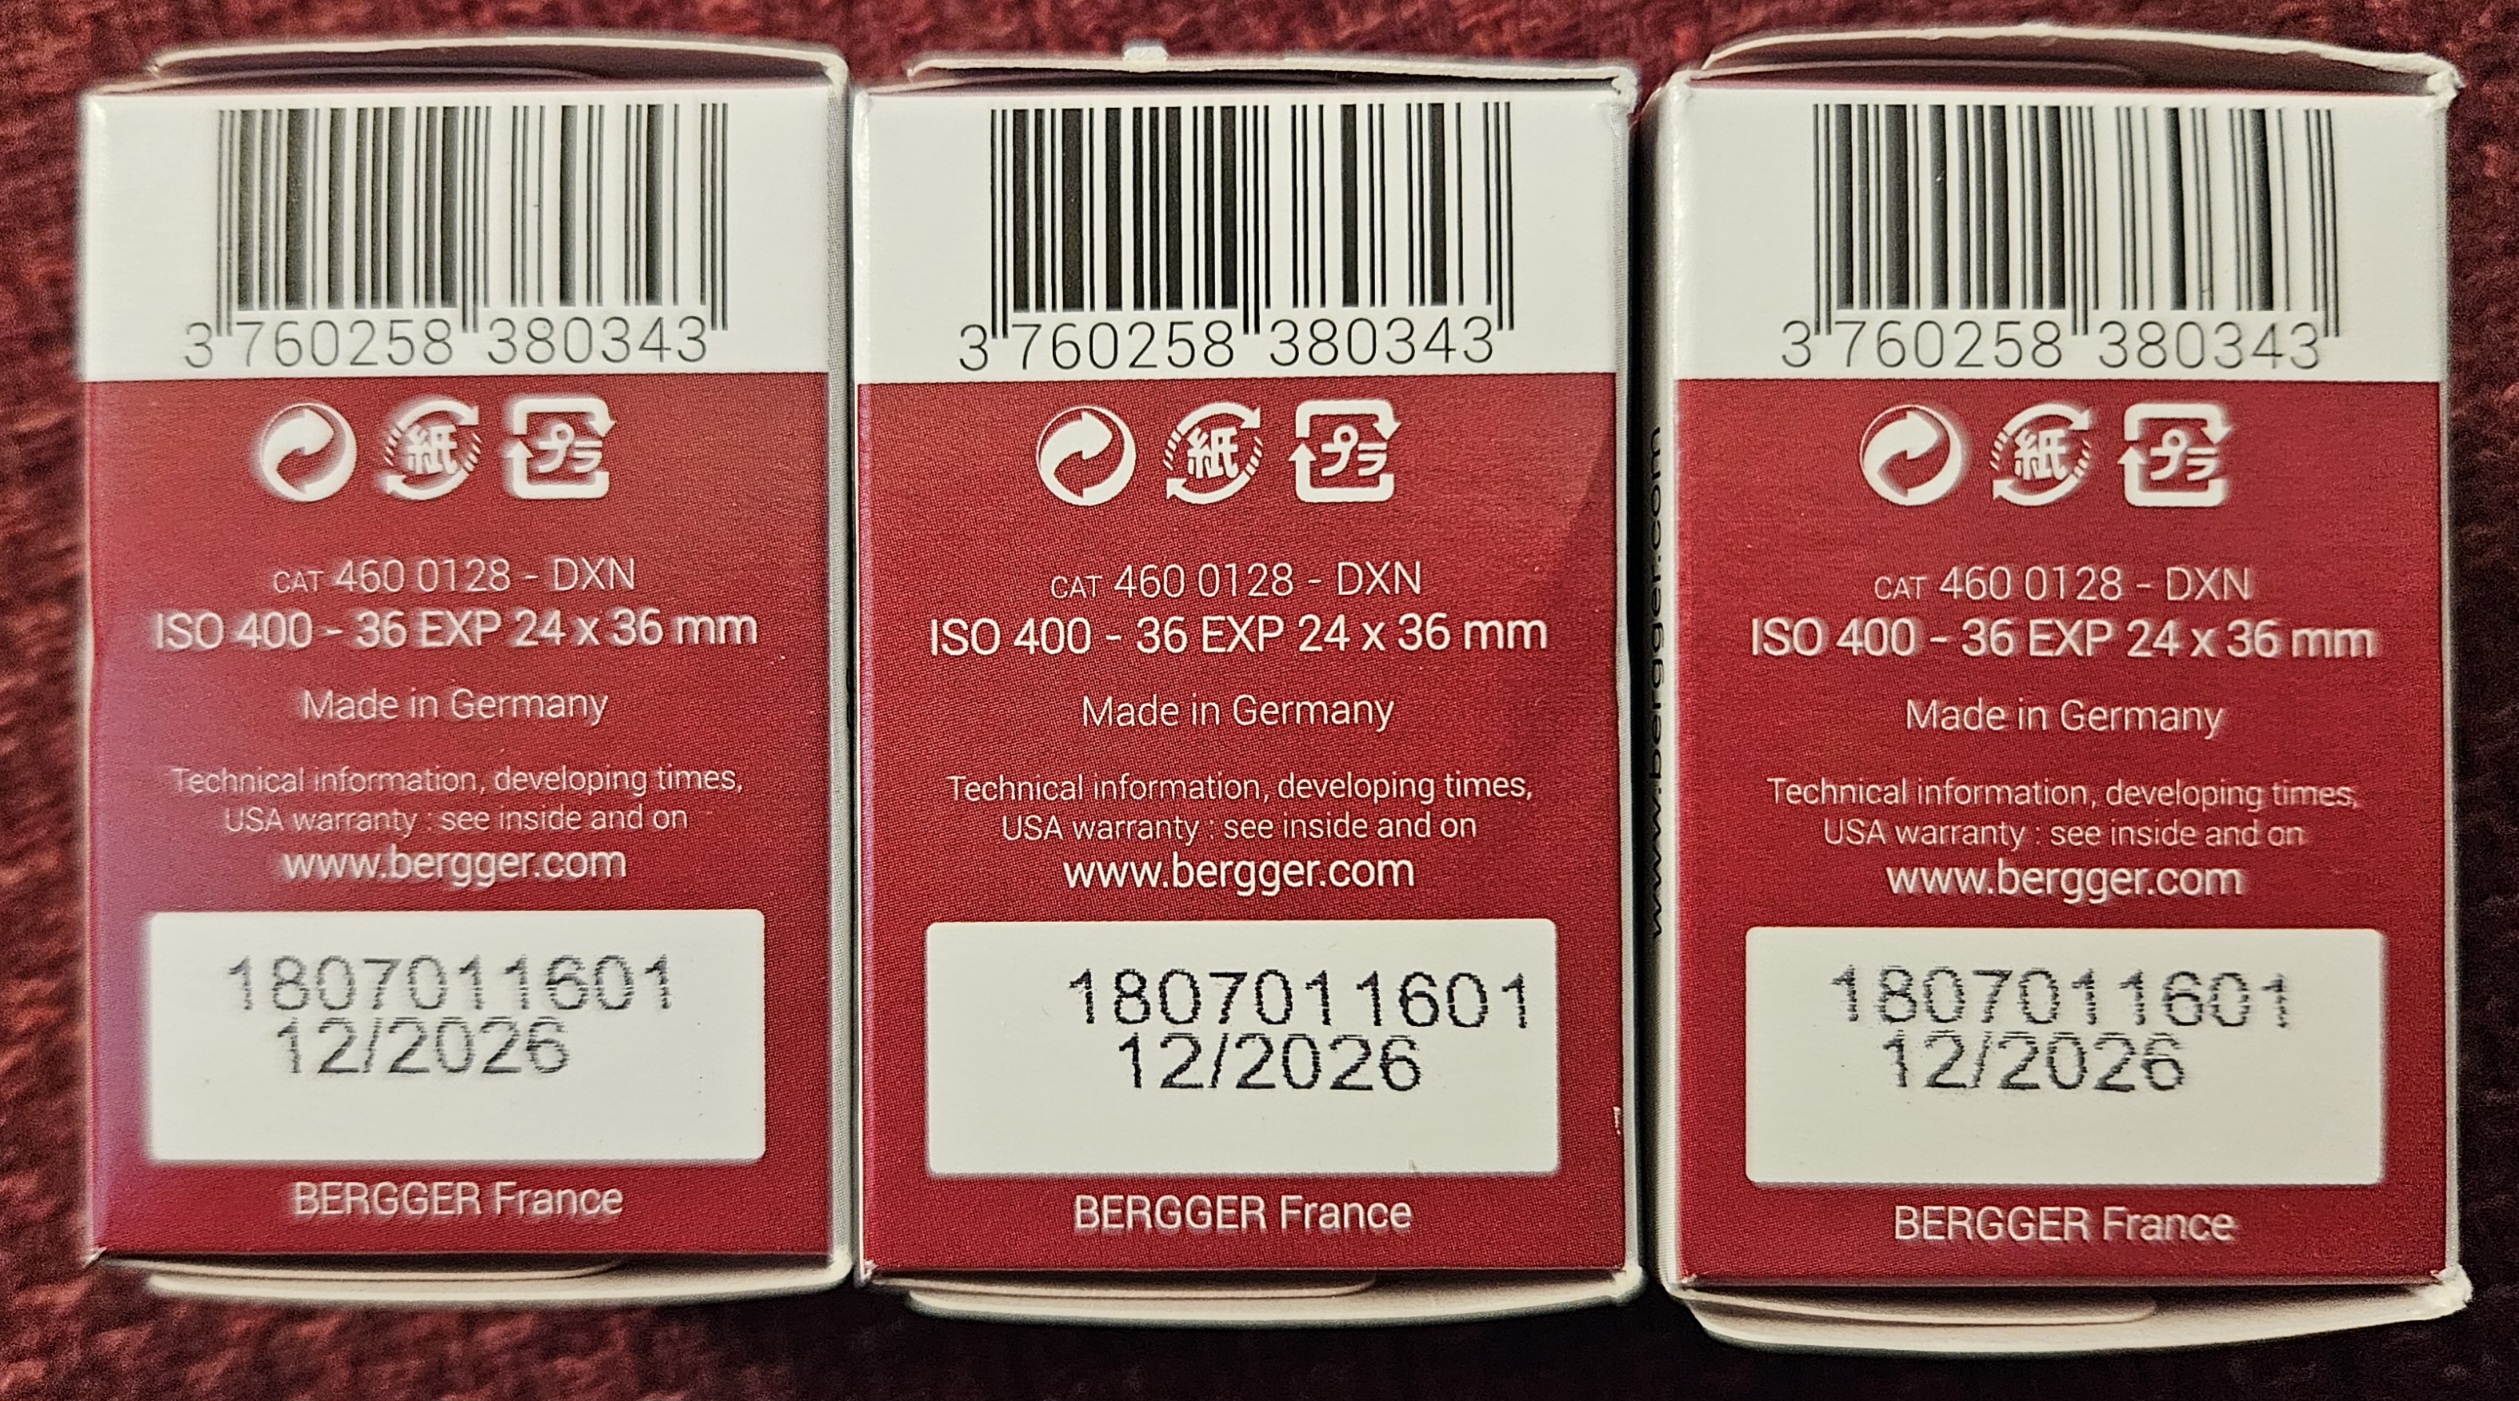 3 760258 380343
紙 プラ
CAT 460 0128 - DXN
ISO 400 - 36 EXP 24 x 36 mm
Made in Germany
Technical information, developing times,
USA warranty : see inside and on
www.bergger.com
1807011601
12/2026
BERGGER France
3 760258 380343
紙 プラ
CAT 460 0128 - DXN
ISO 400 - 36 EXP 24 x 36 mm
Made in Germany
Technical information, developing times,
USA warranty : see inside and on
www.bergger.com
1807011601
12/2026
BERGGER France
www.bergger.com
3 760258 380343
紙 プラ
CAT 460 0128 - DXN
ISO 400 - 36 EXP 24 x 36 mm
Made in Germany
Technical information, developing times,
USA warranty : see inside and on
www.bergger.com
1807011601
12/2026
BERGGER France